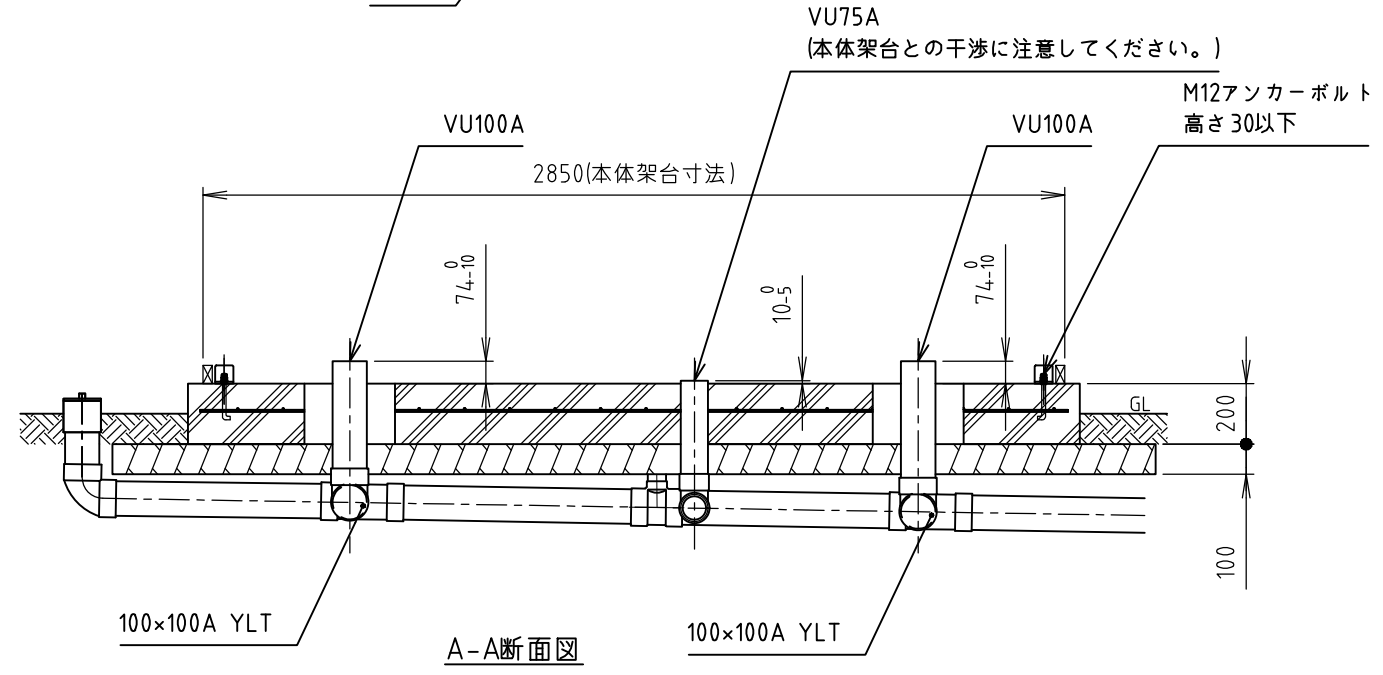 VU75A
(本体架台との干渉に注意してください。)
M12アンカーボルト
高さ30以下
VU100A
VU100A
2850(本体架台寸法)
74 0 -10
10 0 -5
74 0 -10
GL
200
100
100×100A YLT
100×100A YLT
A-A断面図